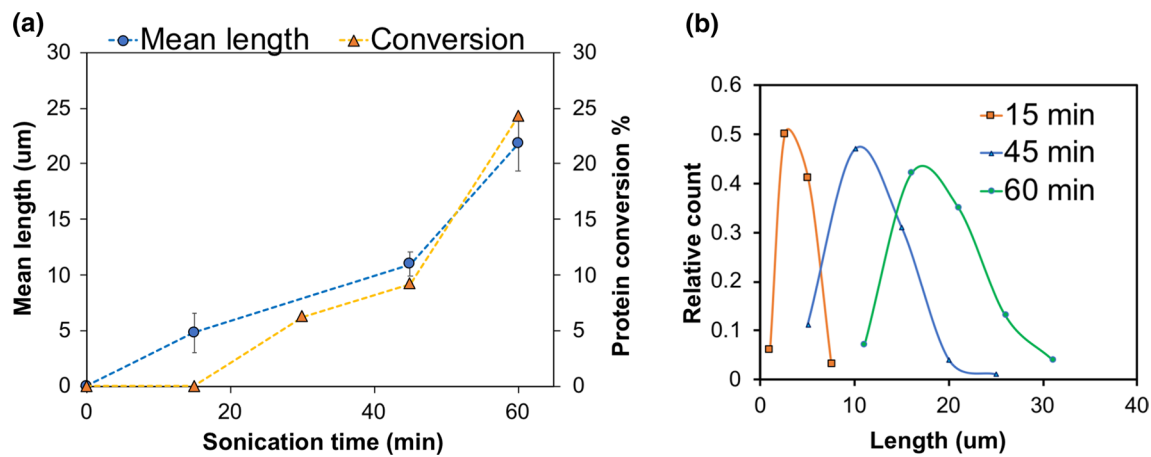 (a)
Mean length
Conversion
30
25
20
15
10
5
0
Mean length (um)
0
20
40
60
Sonication time (min)
30
25
20
15
10
5
0
Protein conversion %
(b)
0.6
0.5
0.4
0.3
0.2
0.1
0
Relative count
15 min
45 min
60 min
0
10
20
30
40
Length (um)